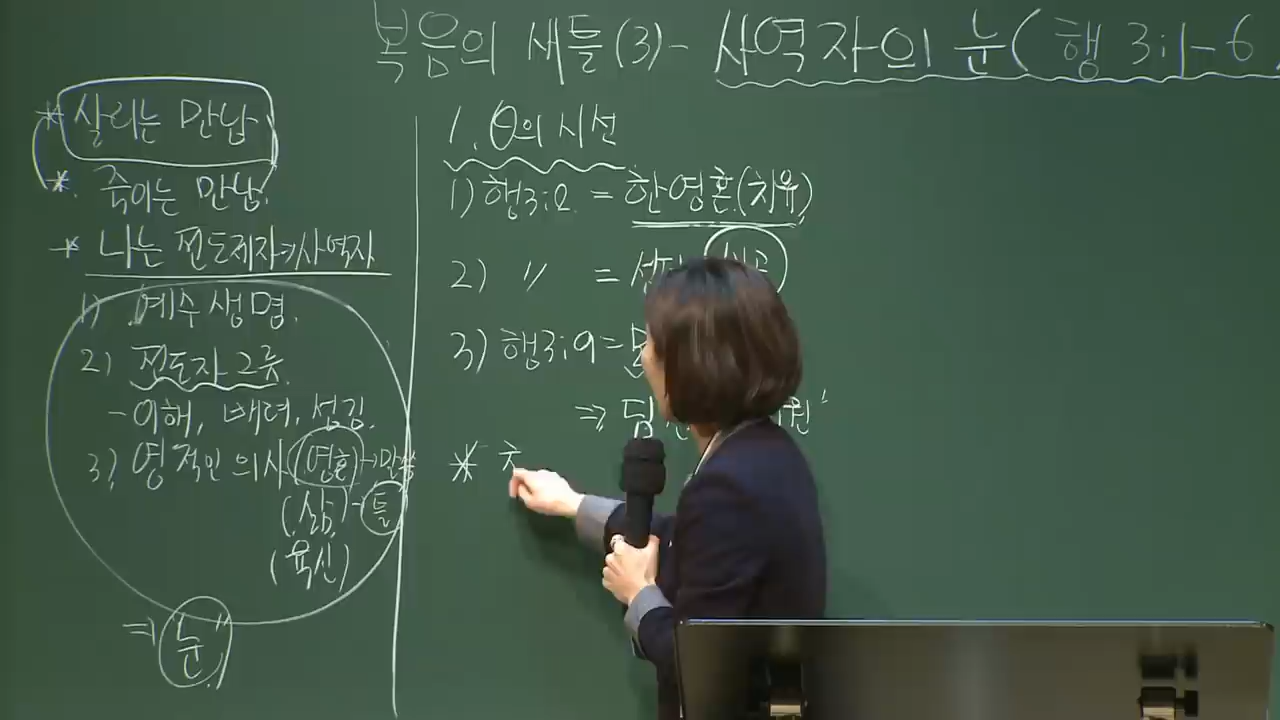 복음의 새틀(3)- 사역자의 눈(행 3:1-6
* 살리는 만남
* 죽이는 만남.
* 나는 전도제자→사역자
1) 예수생명.
2) 전도자 그릇.
-이해, 배려, 섬김.
3) 영적인 의사(영혼)→만
(삶)-틀
(육신)
⇒ 눈
1. θ의 시선
1) 행3:2. = 한영혼.(치유)
2) 〃 =
3) 행3:9=
⇒
*